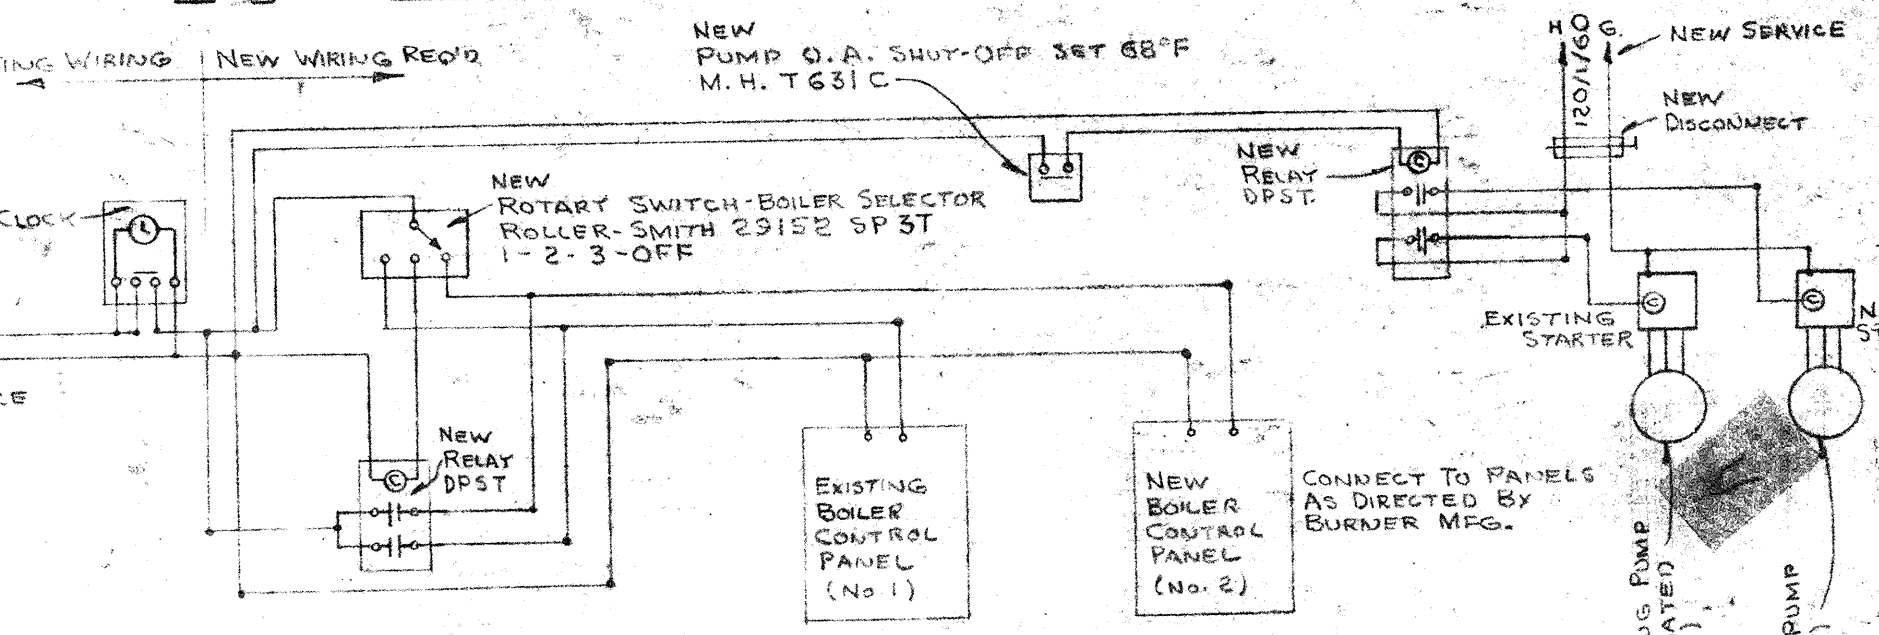 WIRING
NEW WIRING REQ'D
NEW
PUMP O.A. SHUT-OFF SET 68°F
M.H. T631C
H
G.
120/1/60
NEW SERVICE
NEW
DISCONNECT
NEW
RELAY
DPST.
CLOCK
L
NEW
ROTARY SWITCH-BOILER SELECTOR
ROLLER-SMITH 29152 SP3T
1-2-3-OFF
C
C
C
EXISTING
STARTER
NEW
RELAY
DPST
C
EXISTING
BOILER
CONTROL
PANEL
(No 1)
NEW
BOILER
CONTROL
PANEL
(No. 2)
CONNECT TO PANELS
AS DIRECTED BY
BURNER MFG.
PUMP
PUMP